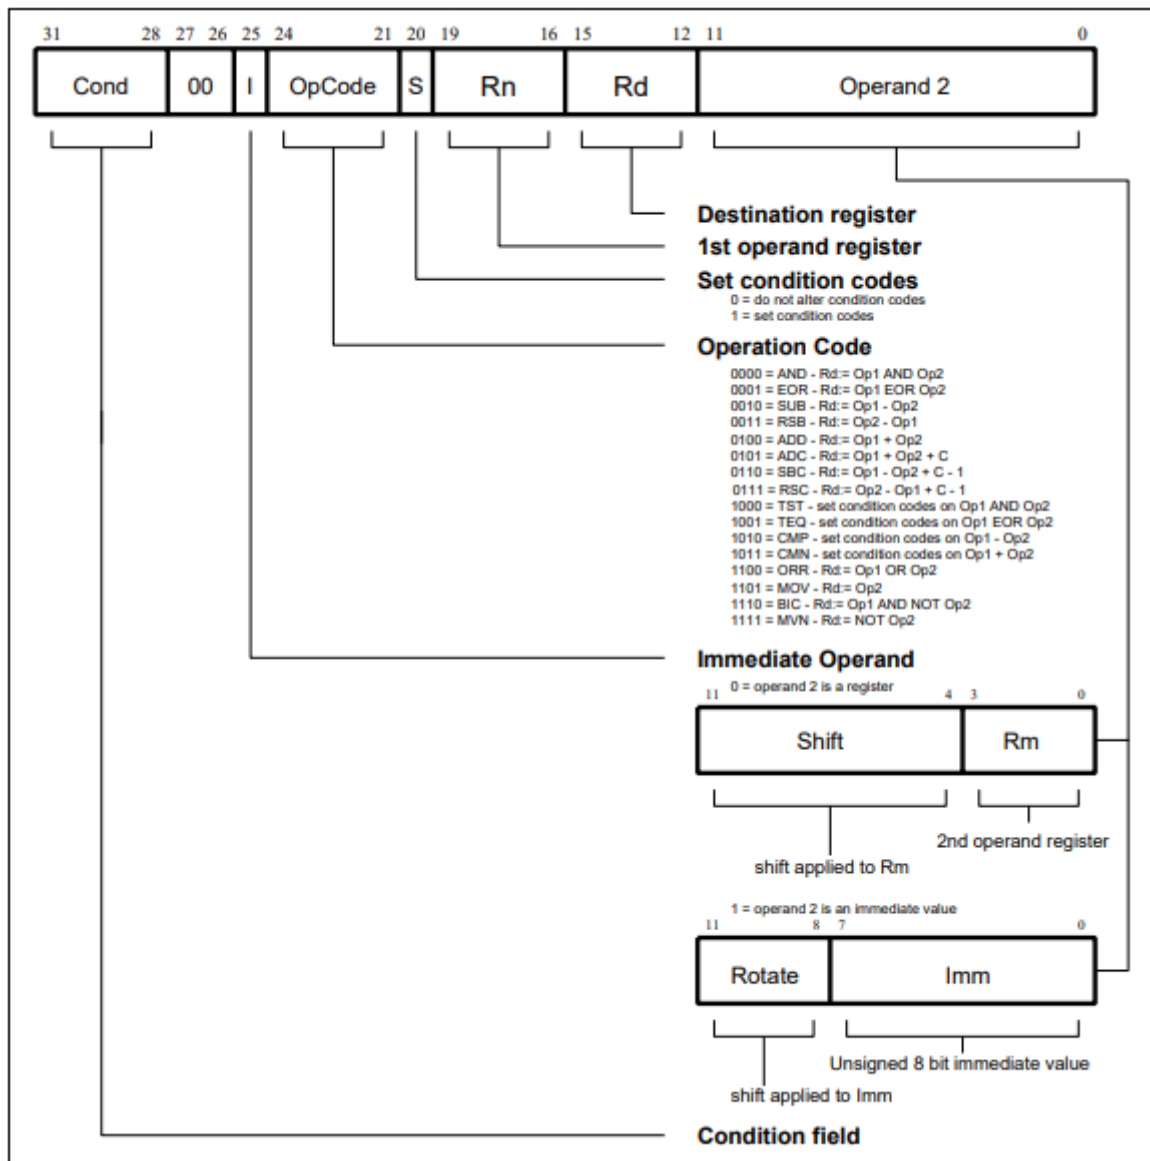 31 28 27 26 25 24 21 20 19 16 15 12 11 0
Cond 00 I OpCode S Rn Rd Operand 2
Destination register
1st operand register
Set condition codes
0 = do not alter condition codes
1 = set condition codes
Operation Code
0000 = AND - Rd:= Op1 AND Op2
0001 = EOR - Rd:= Op1 EOR Op2
0010 = SUB - Rd:= Op1 - Op2
0011 = RSB - Rd:= Op2 - Op1
0100 = ADD - Rd:= Op1 + Op2
0101 = ADC - Rd:= Op1 + Op2 + C
0110 = SBC - Rd:= Op1 - Op2 + C - 1
0111 = RSC - Rd:= Op2 - Op1 + C - 1
1000 = TST - set condition codes on Op1 AND Op2
1001 = TEQ - set condition codes on Op1 EOR Op2
1010 = CMP - set condition codes on Op1 - Op2
1011 = CMN - set condition codes on Op1 + Op2
1100 = ORR - Rd:= Op1 OR Op2
1101 = MOV - Rd:= Op2
1110 = BIC - Rd:= Op1 AND NOT Op2
1111 = MVN - Rd:= NOT Op2
Immediate Operand
0 = operand 2 is a register
11 4 3 0
Shift Rm
2nd operand register
shift applied to Rm
1 = operand 2 is an immediate value
11 8 7 0
Rotate Imm
Unsigned 8 bit immediate value
shift applied to Imm
Condition field